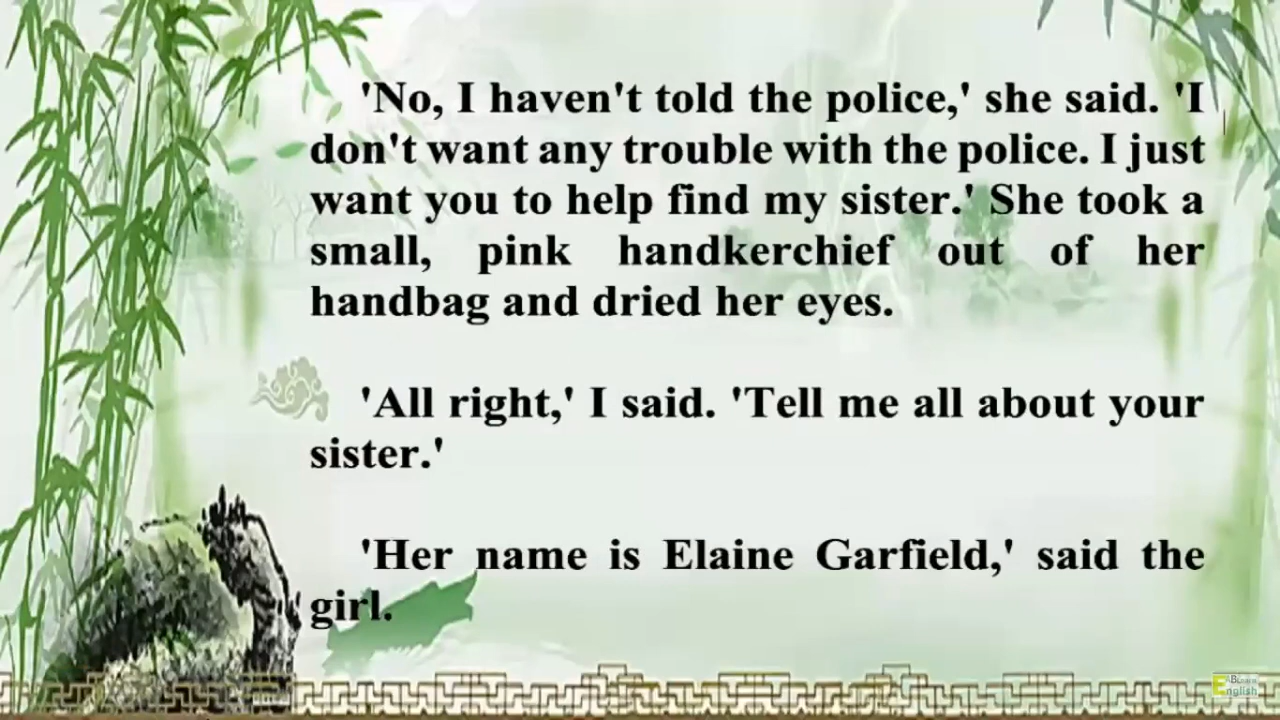 'No, I haven't told the police,' she said. 'I
don't want any trouble with the police. I just
want you to help find my sister.' She took a
small, pink handkerchief out of her
handbag and dried her eyes.
'All right,' I said. 'Tell me all about your
sister.'
'Her name is Elaine Garfield,' said the
girl.
English